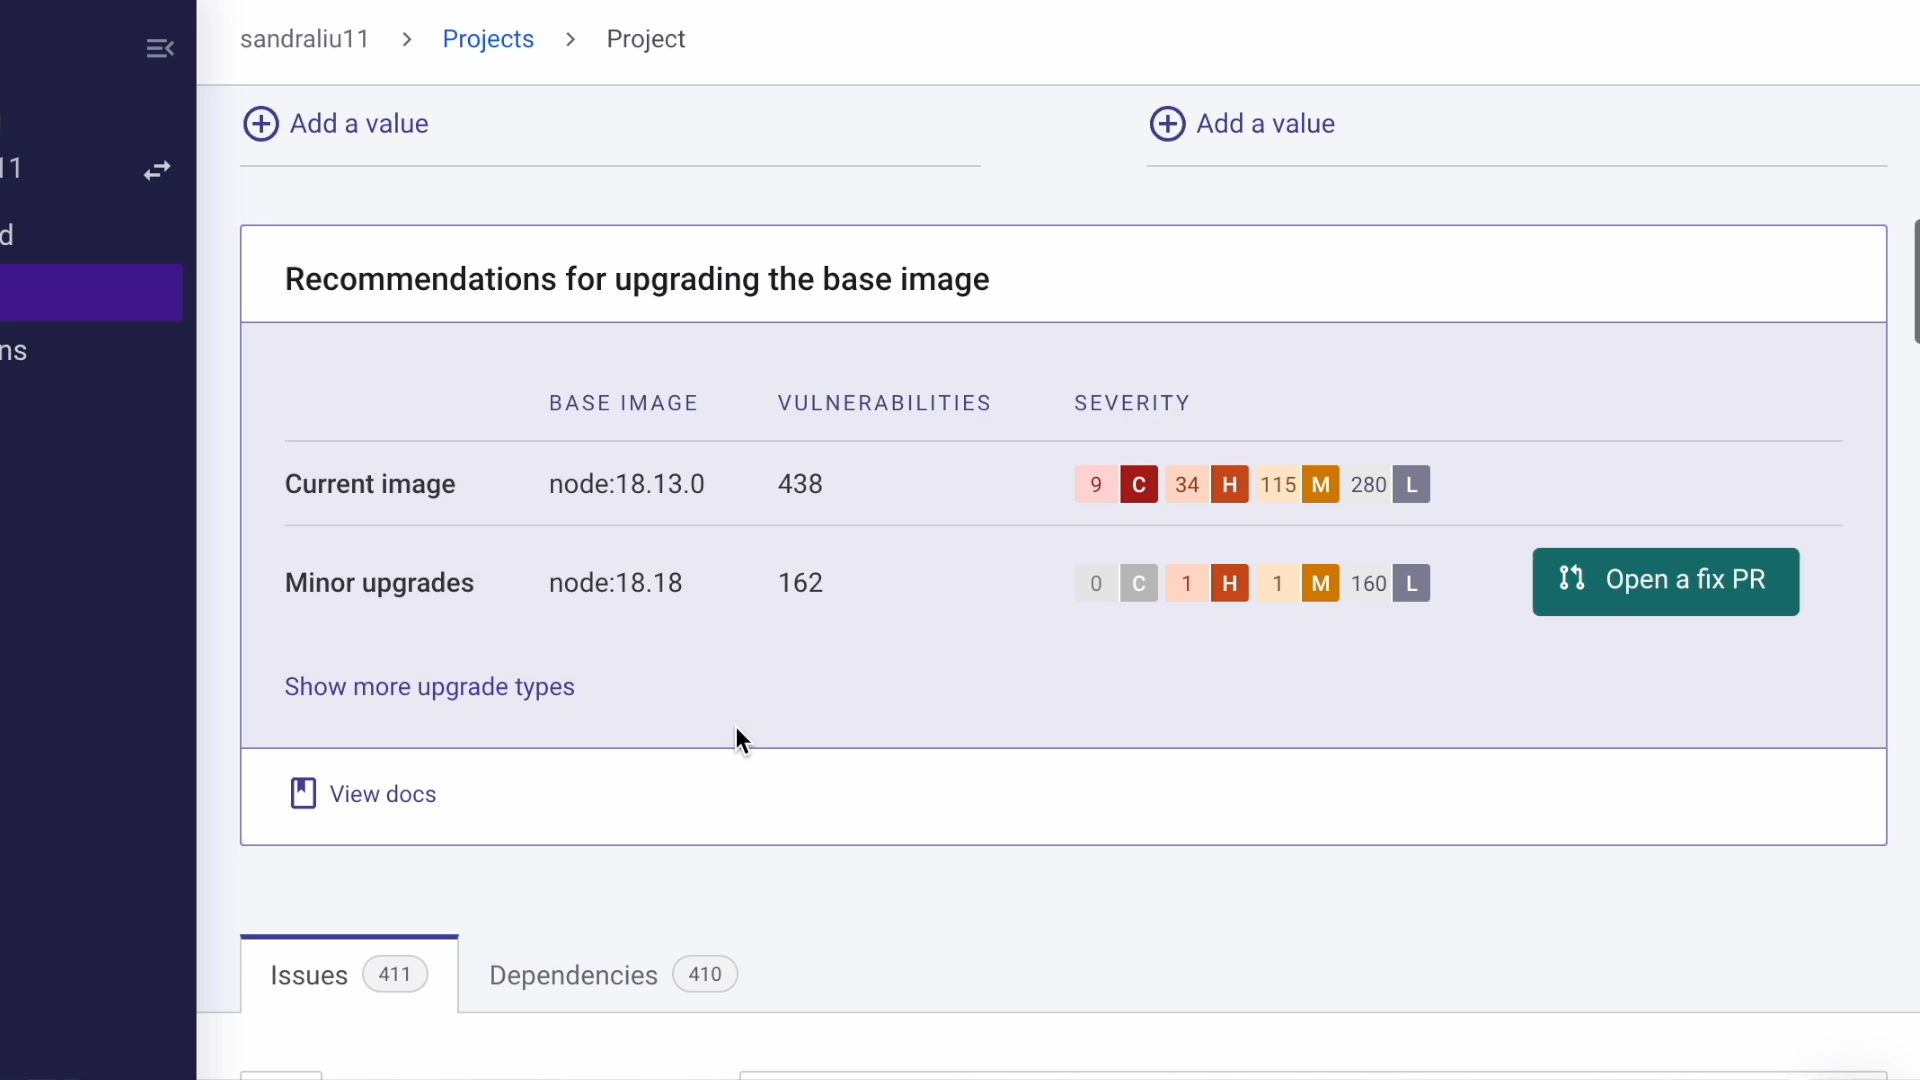 sandraliu11 > Projects > Project
Add a value Add a value
11
d
ns
Recommendations for upgrading the base image
BASE IMAGE VULNERABILITIES SEVERITY
Current image node:18.13.0 438 9 C 34 H 115 M 280 L
Minor upgrades node:18.18 162 0 C 1 H 1 M 160 L Open a fix PR
Show more upgrade types
View docs
Issues 411 Dependencies 410